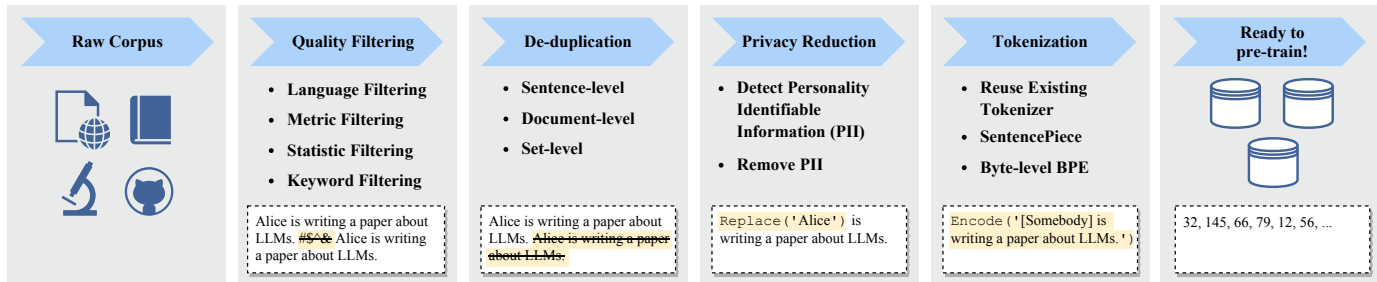 Raw Corpus
Quality Filtering
• Language Filtering
• Metric Filtering
• Statistic Filtering
• Keyword Filtering
Alice is writing a paper about
LLMs. #$^& Alice is writing
a paper about LLMs.
De-duplication
• Sentence-level
• Document-level
• Set-level
Alice is writing a paper about
LLMs. Alice is writing a paper
about LLMs.
Privacy Reduction
• Detect Personality
Identifiable
Information (PII)
• Remove PII
Replace('Alice') is
writing a paper about LLMs.
Tokenization
• Reuse Existing
Tokenizer
• SentencePiece
• Byte-level BPE
Encode('[Somebody] is
writing a paper about LLMs.')
Ready to
pre-train!
32, 145, 66, 79, 12, 56, ...